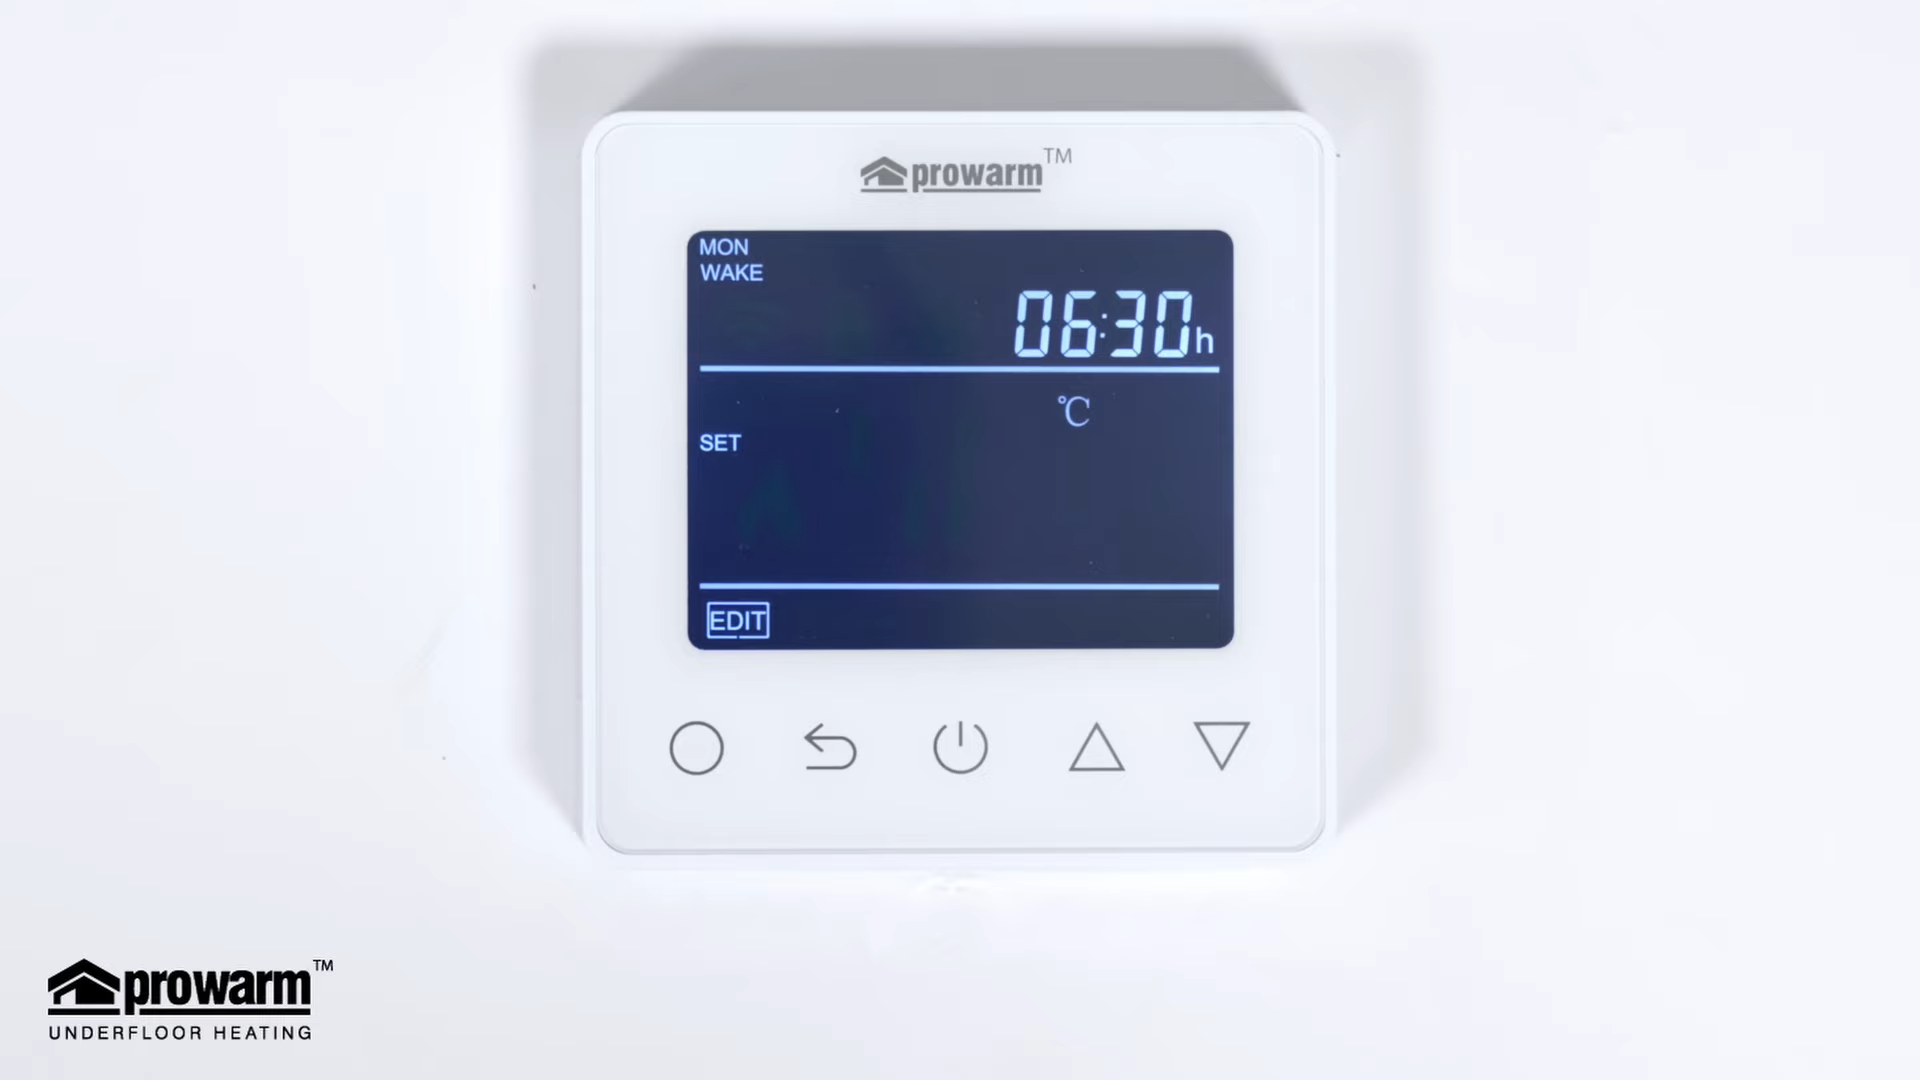 prowarm™
MON
WAKE
06:30h
℃
SET
EDIT
prowarm™
UNDERFLOOR HEATING